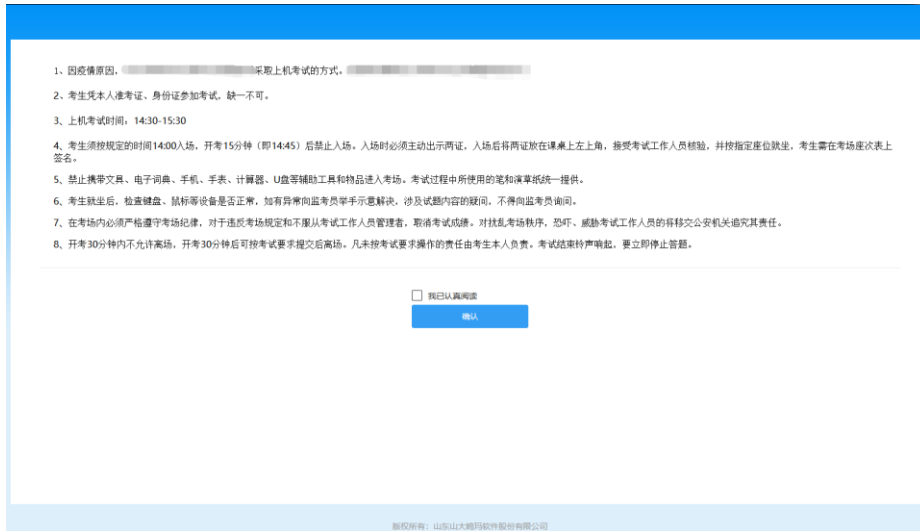 1、因疫情原因，采取上机考试的方式。
2、考生凭本人准考证、身份证参加考试。缺一不可。
3、上机考试时间：14:30-15:30
4、考生须按规定的时间14:00入场，开考15分钟（即14:45）后禁止入场。入场时必须主动出示两证，入场后将两证放在课桌上左上角，接受考试工作人员核验，并按指定座位就坐，考生需在考场座次表上
签名。
5、禁止携带文具、电子词典、手机、手表、计算器、U盘等辅助工具和物品进入考场。考试过程中所使用的笔和演草纸统一提供。
6、考生就坐后，检查键盘、鼠标等设备是否正常，如有异常向监考员举手示意解决，涉及试题内容的疑问，不得向监考员询问。
7、在考场内必须严格遵守考场纪律，对于违反考场规定和不服从考试工作人员管理者，取消考试成绩。对扰乱考场秩序、恐吓、威胁考试工作人员的将移交公安机关追究其责任。
8、开考30分钟内不允许离场，开考30分钟后可按考试要求提交后离场。凡未按考试要求操作的责任由考生本人负责。考试结束铃声响起，要立即停止答题。
我已认真阅读
确认
版权所有：山东山大鸥玛软件股份有限公司